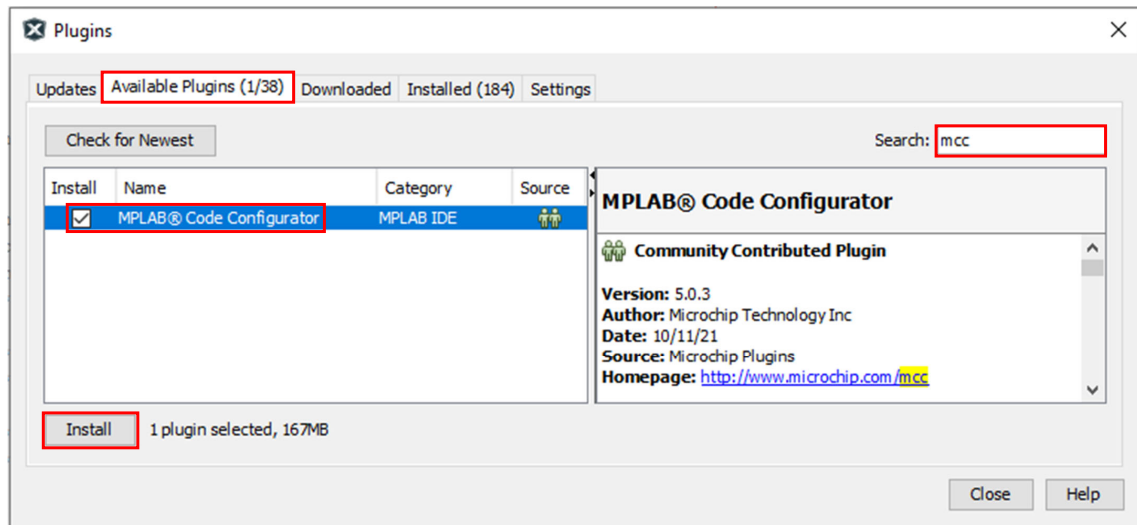 Plugins
Updates Available Plugins (1/38) Downloaded Installed (184) Settings
Check for Newest Search: mcc
Install Name Category Source
MPLAB® Code Configurator MPLAB IDE
MPLAB® Code Configurator
Community Contributed Plugin
Version: 5.0.3
Author: Microchip Technology Inc
Date: 10/11/21
Source: Microchip Plugins
Homepage: http://www.microchip.com/mcc
Install 1 plugin selected, 167MB
Close Help